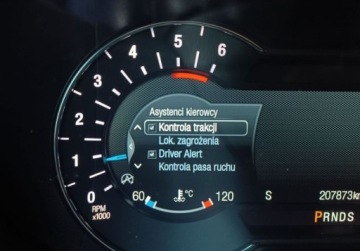 6
5
4
3
2
1
0
RPM
x1000
Asystenci kierowcy
Kontrola trakcji
Lok. zagrożenia
Driver Alert
Kontrola pasa ruchu
60 °C 120
S 207873km
PRNDS